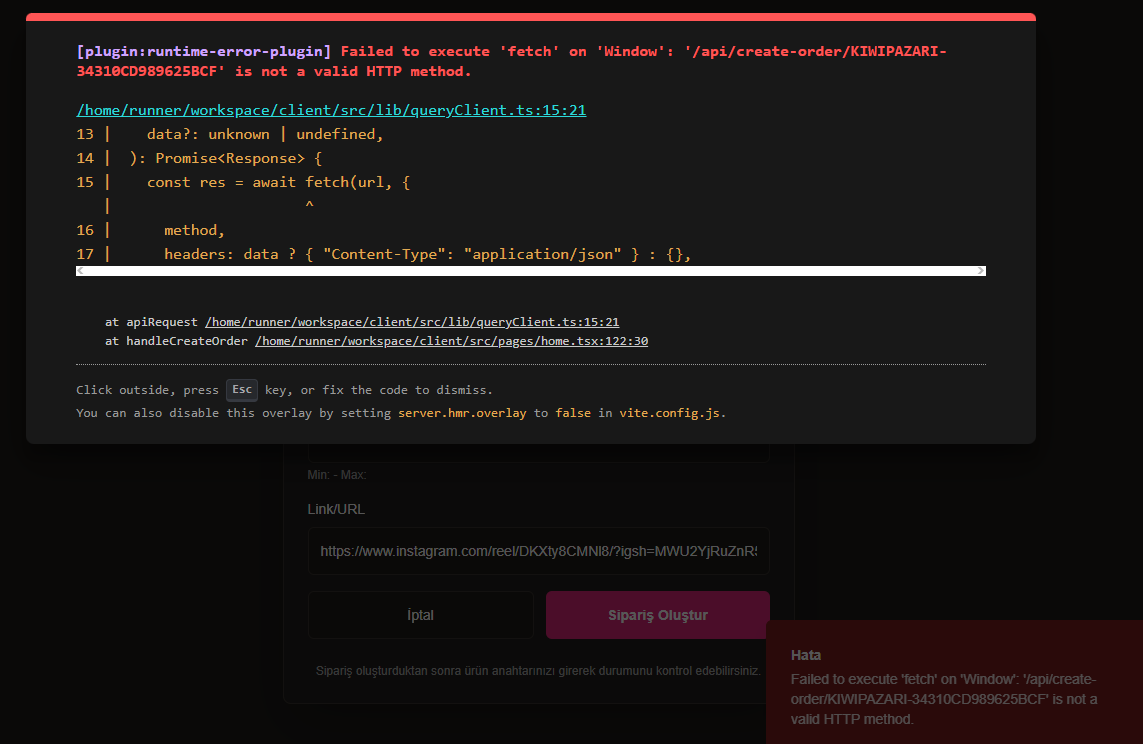 [plugin:runtime-error-plugin] Failed to execute 'fetch' on 'Window': '/api/create-order/KIWIPAZARI-
34310CD989625BCF' is not a valid HTTP method.
/home/runner/workspace/client/src/lib/queryClient.ts:15:21
13 |    data?: unknown | undefined,
14 |  ): Promise<Response> {
15 |    const res = await fetch(url, {
   |                      ^
16 |      method,
17 |      headers: data ? { "Content-Type": "application/json" } : {},
at apiRequest /home/runner/workspace/client/src/lib/queryClient.ts:15:21
at handleCreateOrder /home/runner/workspace/client/src/pages/home.tsx:122:30
Click outside, press Esc key, or fix the code to dismiss.
You can also disable this overlay by setting server.hmr.overlay to false in vite.config.js.
Min: - Max:
Link/URL
https://www.instagram.com/reel/DKXty8CMNl8/?igsh=MWU2YjRuZnR5
İptal
Sipariş Oluştur
Sipariş oluşturduktan sonra ürün anahtarınızı girerek durumunu kontrol edebilirsiniz.
Hata
Failed to execute 'fetch' on 'Window': '/api/create-
order/KIWIPAZARI-34310CD989625BCF' is not a
valid HTTP method.